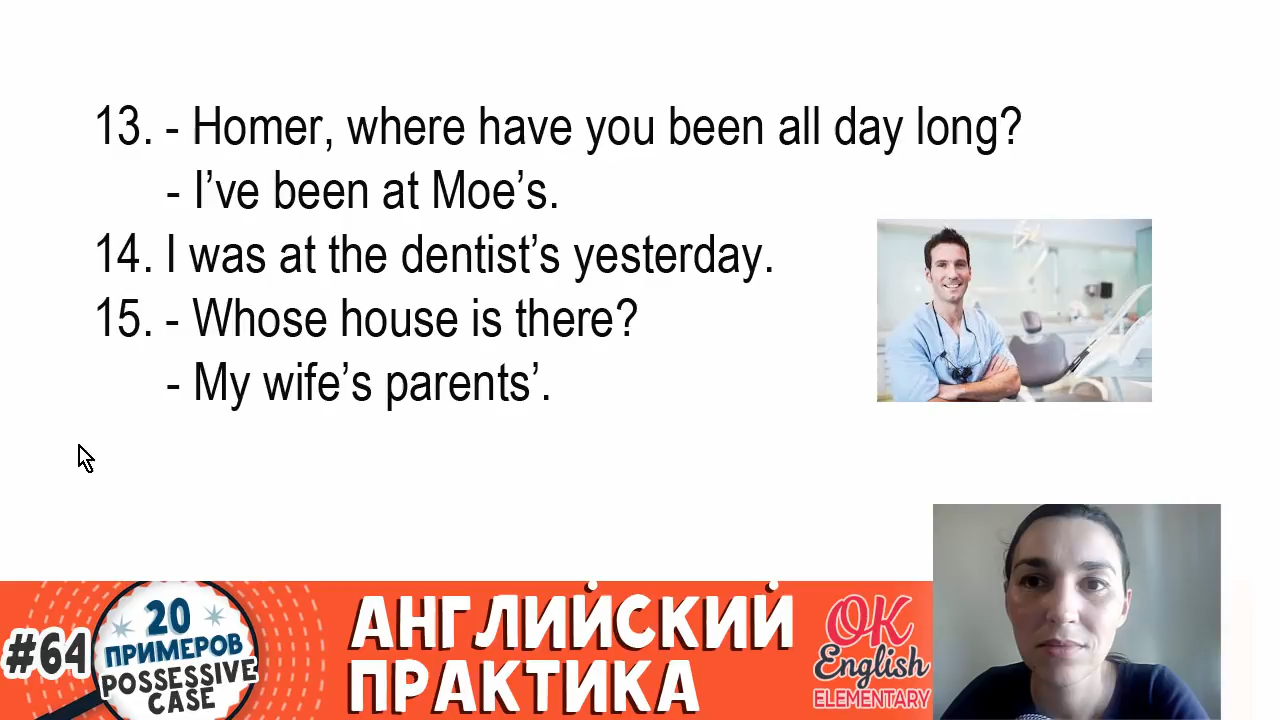 13. - Homer, where have you been all day long?
- I’ve been at Moe’s.
14. I was at the dentist’s yesterday.
15. - Whose house is there?
- My wife’s parents’.
#64
20
ПРИМЕРОВ
POSSESSIVE
CASE
АНГЛИЙСКИЙ
ПРАКТИКА
OK
English
ELEMENTARY